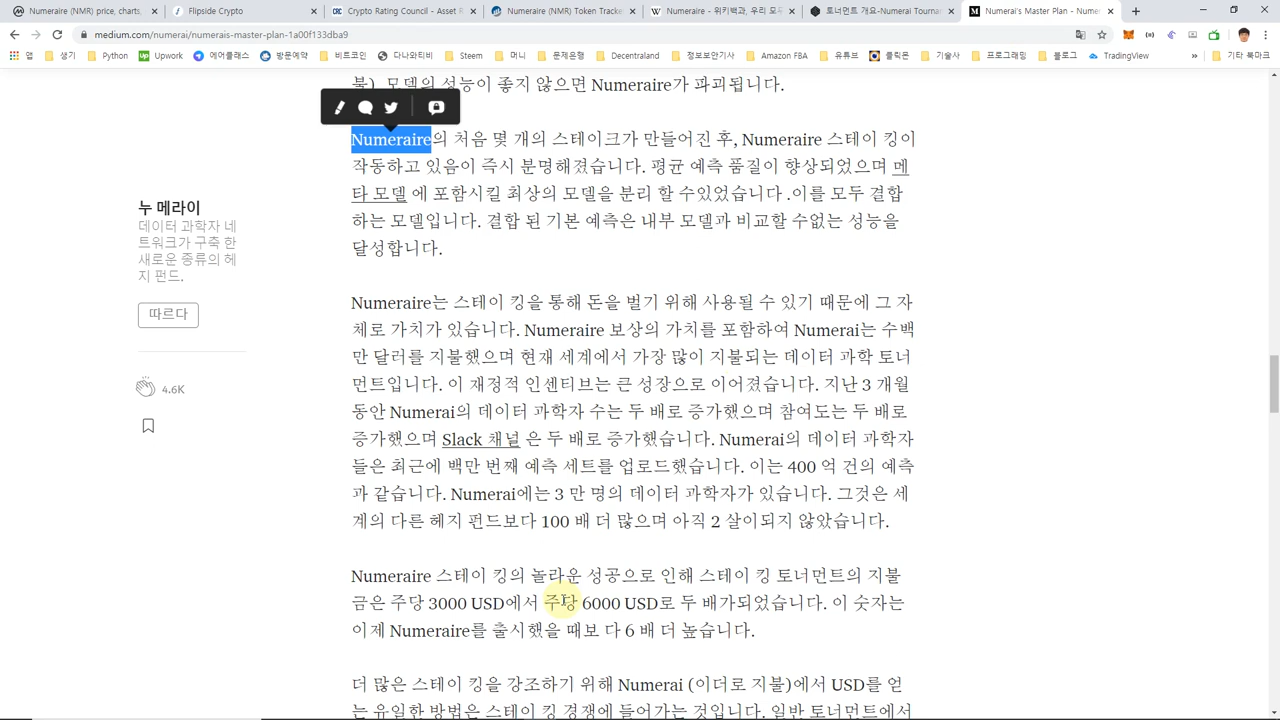 Numeraire (NMR) price, charts,
Flipside Crypto
Crypto Rating Council - Asset R
Numeraire (NMR) Token Tracke
Numeraire - 위키백과, 우리 모두
토너먼트 개요-Numerai Tournam
Numerai's Master Plan - Numer
medium.com/numerai/numerais-master-plan-1a00f133dba9
앱
생기
Python
Upwork
에어클래스
방문예약
비트코인
다나와비티
Steem
머니
문제은행
Decentraland
정보보안기사
Amazon FBA
유튜브
클릭몬
기술사
프로그래밍
블로그
TradingView
»
기타 북마크
불). 모델의 성능이 좋지 않으면 Numeraire가 파괴됩니다.
Numeraire의 처음 몇 개의 스테이크가 만들어진 후, Numeraire 스테이 킹이
작동하고 있음이 즉시 분명해졌습니다. 평균 예측 품질이 향상되었으며 메
타 모델 에 포함시킬 최상의 모델을 분리 할 수있었습니다 .이를 모두 결합
하는 모델입니다. 결합 된 기본 예측은 내부 모델과 비교할 수없는 성능을
달성합니다.
누 메라이
데이터 과학자 네
트워크가 구축 한
새로운 종류의 헤
지 펀드.
따르다
4.6K
Numeraire는 스테이 킹을 통해 돈을 벌기 위해 사용될 수 있기 때문에 그 자
체로 가치가 있습니다. Numeraire 보상의 가치를 포함하여 Numerai는 수백
만 달러를 지불했으며 현재 세계에서 가장 많이 지불되는 데이터 과학 토너
먼트입니다. 이 재정적 인센티브는 큰 성장으로 이어졌습니다. 지난 3 개월
동안 Numerai의 데이터 과학자 수는 두 배로 증가했으며 참여도는 두 배로
증가했으며 Slack 채널 은 두 배로 증가했습니다. Numerai의 데이터 과학자
들은 최근에 백만 번째 예측 세트를 업로드했습니다. 이는 400 억 건의 예측
과 같습니다. Numerai에는 3 만 명의 데이터 과학자가 있습니다. 그것은 세
계의 다른 헤지 펀드보다 100 배 더 많으며 아직 2 살이되지 않았습니다.
Numeraire 스테이 킹의 놀라운 성공으로 인해 스테이 킹 토너먼트의 지불
금은 주당 3000 USD에서 주당 6000 USD로 두 배가되었습니다. 이 숫자는
이제 Numeraire를 출시했을 때보 다 6 배 더 높습니다.
더 많은 스테이 킹을 강조하기 위해 Numerai (이더로 지불)에서 USD를 얻
는 유일한 방법은 스테이 킹 경쟁에 들어가는 것입니다. 일반 토너먼트에서